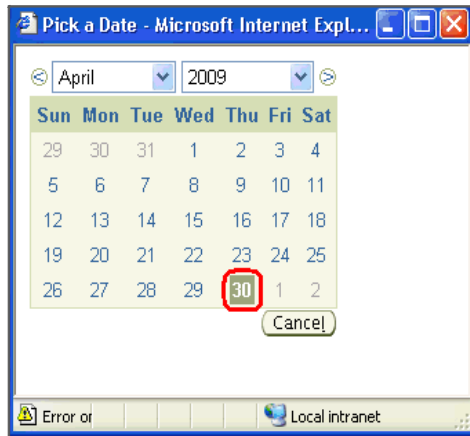 Pick a Date - Microsoft Internet Expl...
April 2009
Sun Mon Tue Wed Thu Fri Sat
29 30 31 1 2 3 4
5 6 7 8 9 10 11
12 13 14 15 16 17 18
19 20 21 22 23 24 25
26 27 28 29 30 1 2
Cancel
Error or Local intranet